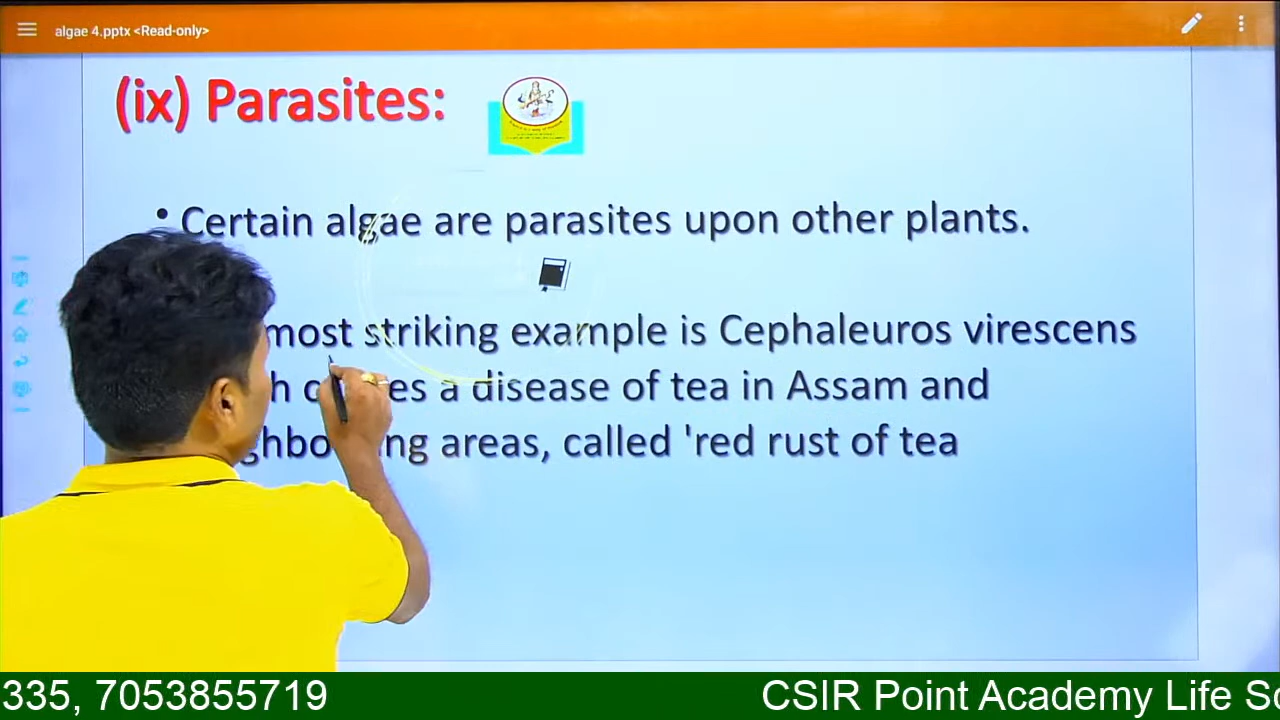 algae 4.pptx <Read-only>
(ix) Parasites:
• Certain algae are parasites upon other plants.
most striking example is Cephaleuros virescens
a disease of tea in Assam and
areas, called 'red rust of tea
335, 7053855719
CSIR Point Academy Life Sc